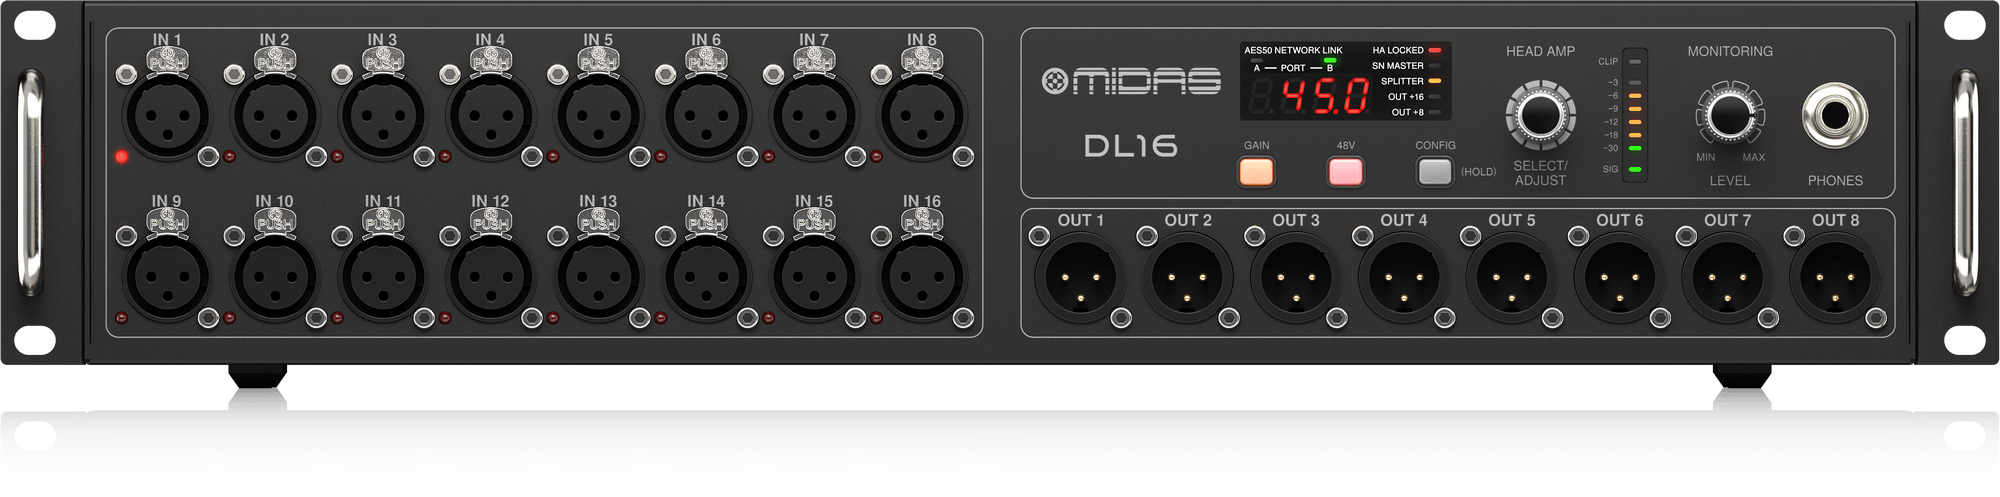 IN 1 IN 2 IN 3 IN 4 IN 5 IN 6 IN 7 IN 8
PUSH PUSH PUSH PUSH PUSH PUSH PUSH PUSH
IN 9 IN 10 IN 11 IN 12 IN 13 IN 14 IN 15 IN 16
PUSH PUSH PUSH PUSH PUSH PUSH PUSH PUSH
MIDAS
DL16
AES50 NETWORK LINK
A — PORT — B
45.0
HA LOCKED
SN MASTER
SPLITTER
OUT +16
OUT +8
GAIN
48V
CONFIG
(HOLD)
HEAD AMP
SELECT/
ADJUST
CLIP
-3
-6
-9
-12
-18
-30
SIG
MONITORING
MIN MAX
LEVEL
PHONES
OUT 1 OUT 2 OUT 3 OUT 4 OUT 5 OUT 6 OUT 7 OUT 8